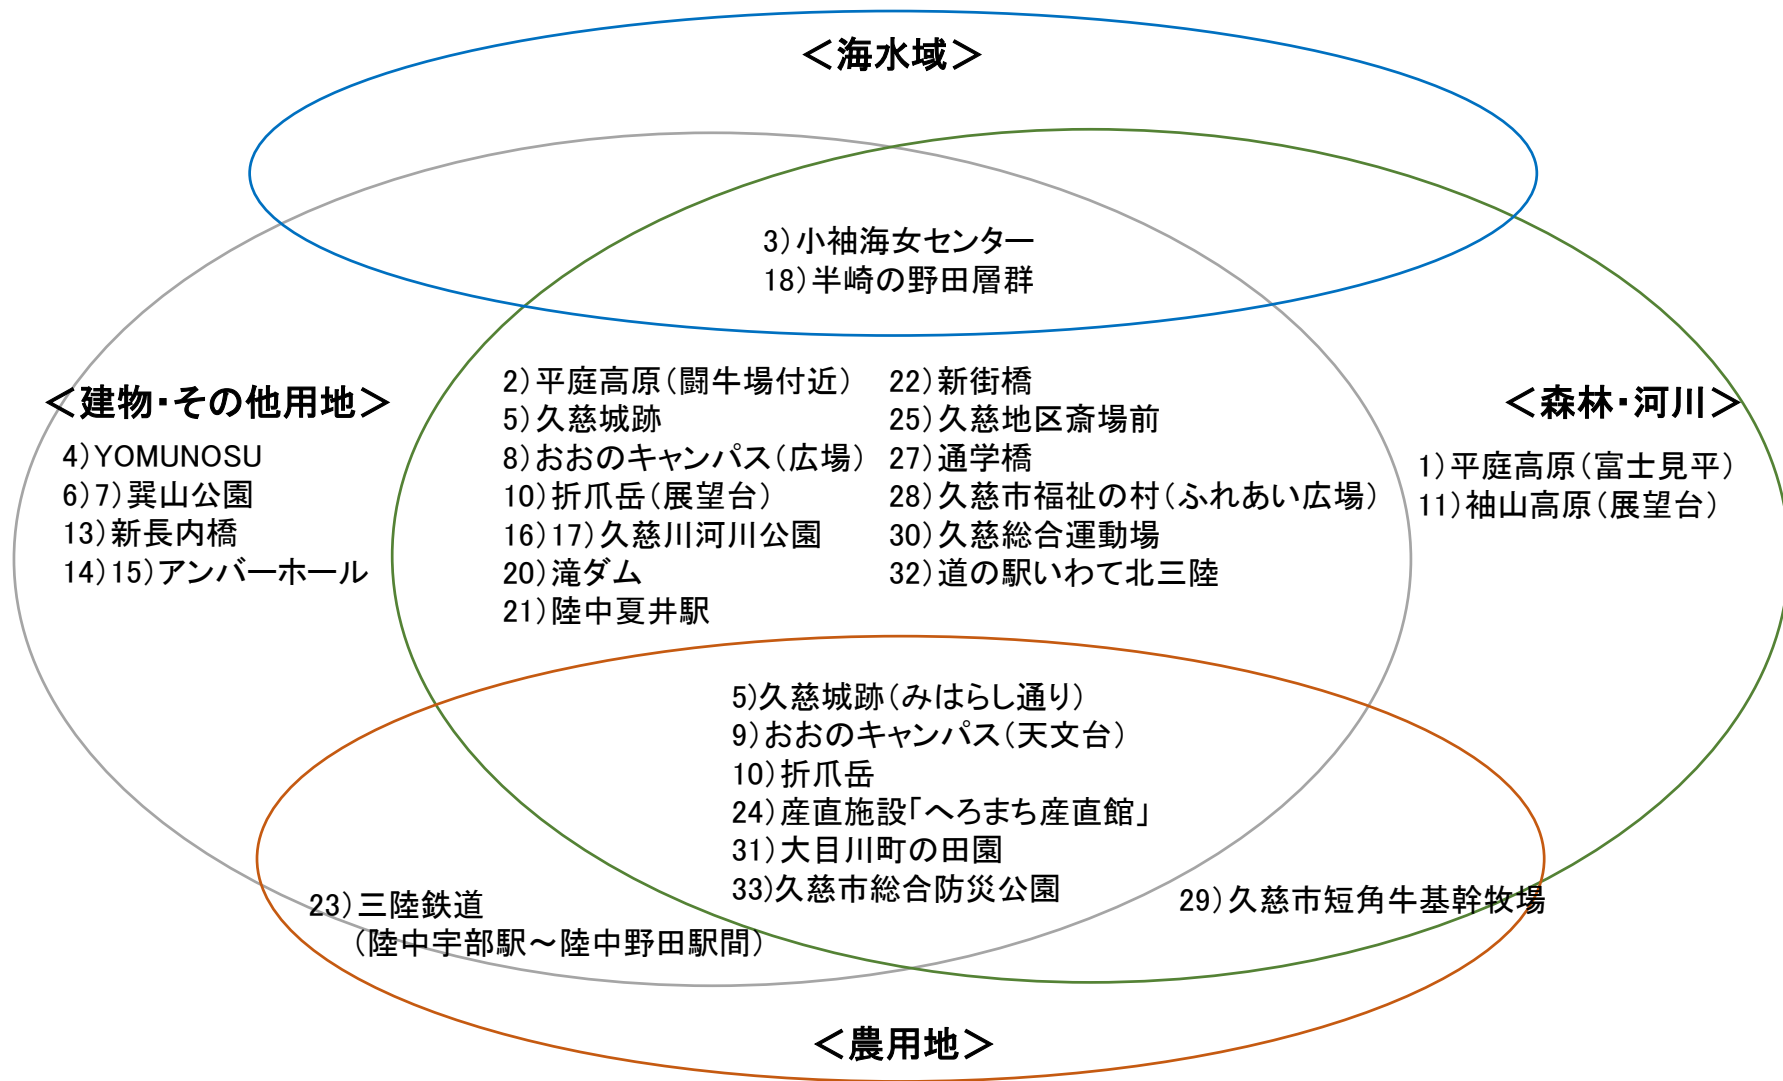 ＜海水域＞
3）小袖海女センター
18）半崎の野田層群
＜建物・その他用地＞
4）YOMUNOSU
6）7）巽山公園
13）新長内橋
14）15）アンバーホール
2）平庭高原（闘牛場付近）
5）久慈城跡
8）おおのキャンパス（広場）
10）折爪岳（展望台）
16）17）久慈川河川公園
20）滝ダム
21）陸中夏井駅
22）新街橋
25）久慈地区斎場前
27）通学橋
28）久慈市福祉の村（ふれあい広場）
30）久慈総合運動場
32）道の駅いわて北三陸
＜森林・河川＞
1）平庭高原（富士見平）
11）袖山高原（展望台）
5)久慈城跡（みはらし通り）
9）おおのキャンパス（天文台）
10）折爪岳
24）産直施設「へろまち産直館」
31）大目川町の田園
33）久慈市総合防災公園
23）三陸鉄道
（陸中宇部駅～陸中野田駅間）
29）久慈市短角牛基幹牧場
＜農用地＞